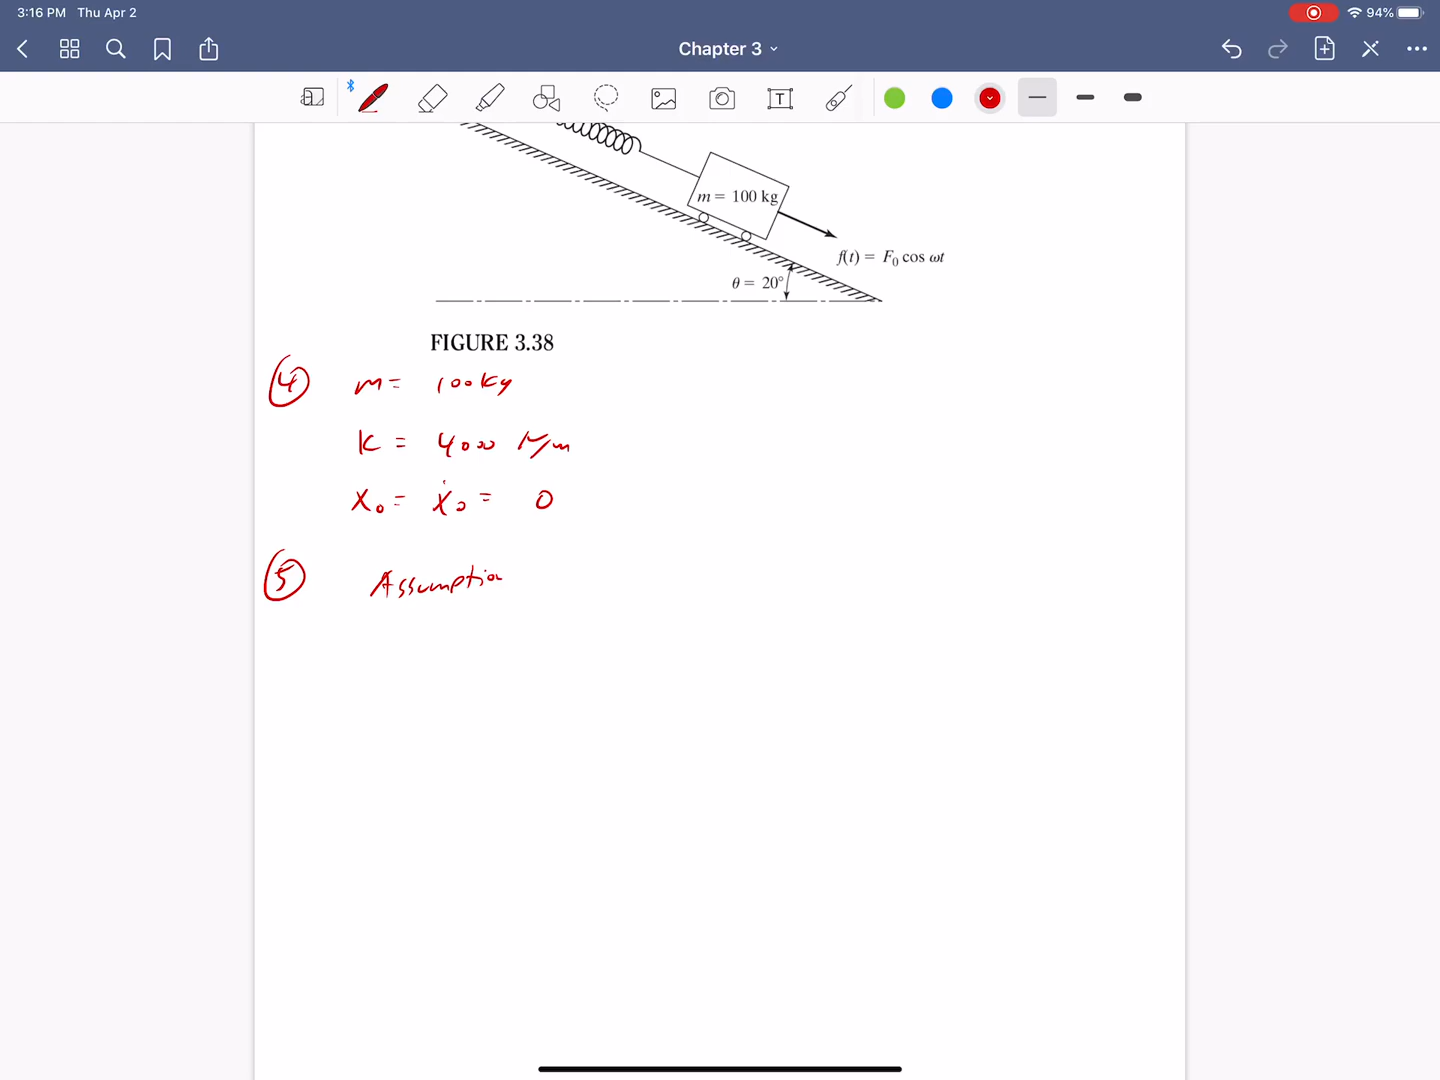 3:16 PM Thu Apr 2
94%
Chapter 3
T
m = 100 kg
f(t) = F₀ cos ωt
θ = 20°
FIGURE 3.38
④ m = 100 kg
k = 4000 N/m
x₀ = ẋ₀ = 0
⑤ Assumption